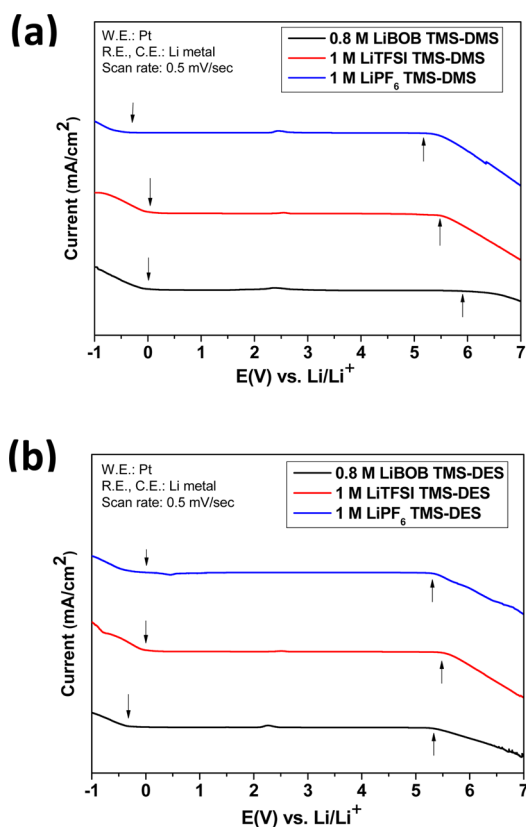 (a)
W.E.: Pt
R.E., C.E.: Li metal
Scan rate: 0.5 mV/sec
0.8 M LiBOB TMS-DMS
1 M LiTFSI TMS-DMS
1 M LiPF₆ TMS-DMS
Current (mA/cm²)
-1 0 1 2 3 4 5 6 7
E(V) vs. Li/Li⁺
(b)
W.E.: Pt
R.E., C.E.: Li metal
Scan rate: 0.5 mV/sec
0.8 M LiBOB TMS-DES
1 M LiTFSI TMS-DES
1 M LiPF₆ TMS-DES
Current (mA/cm²)
-1 0 1 2 3 4 5 6 7
E(V) vs. Li/Li⁺